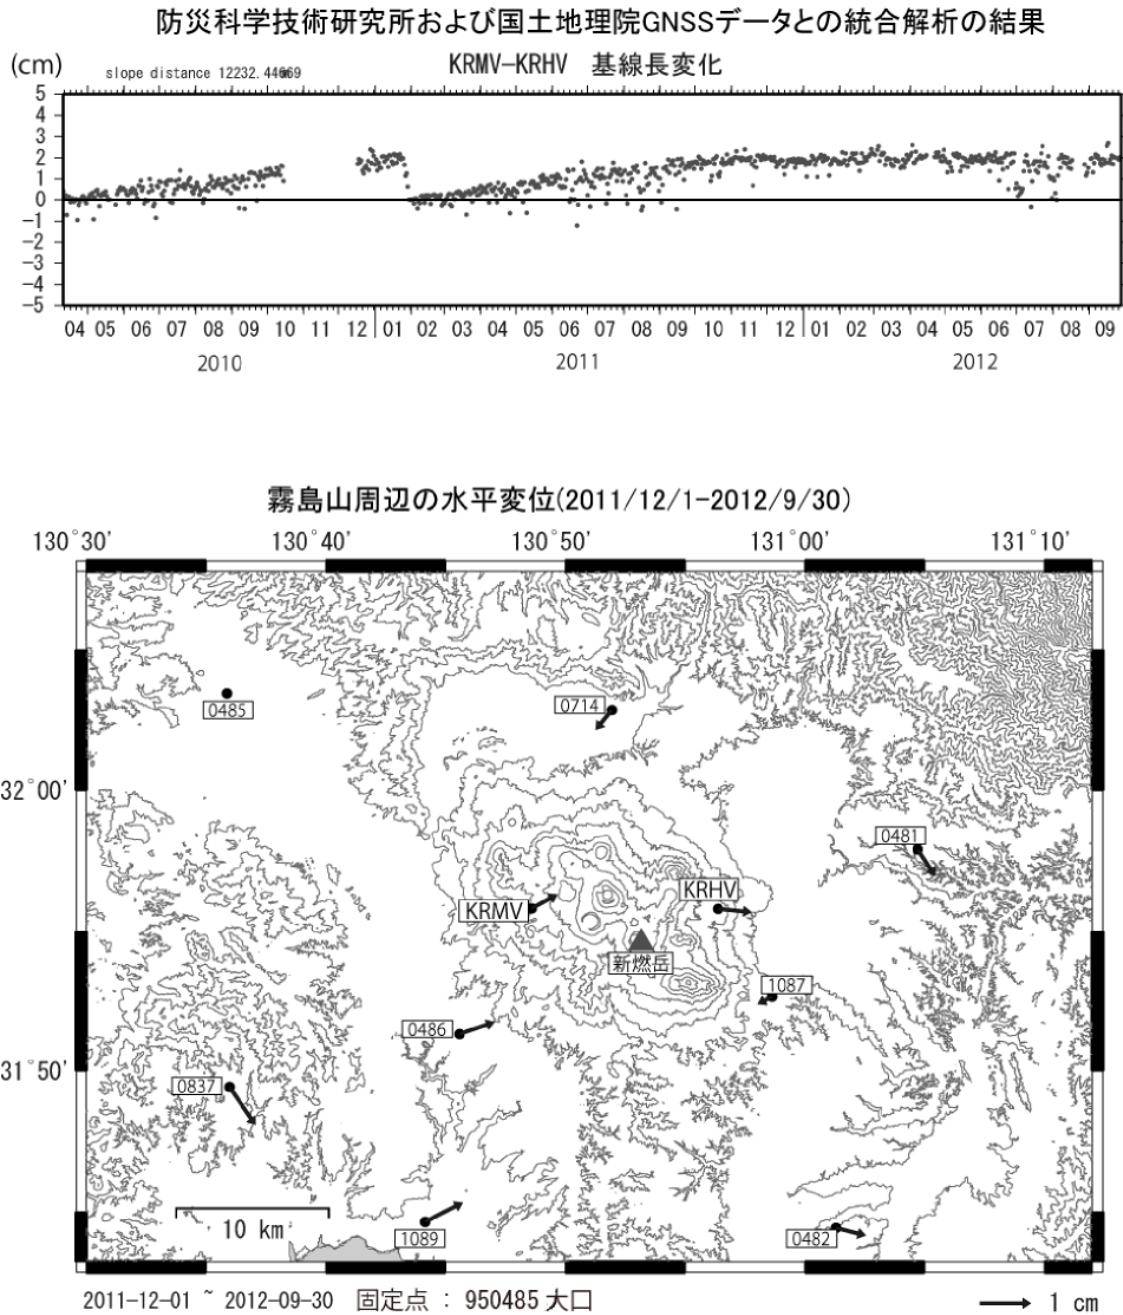 防災科学技術研究所および国土地理院GNSSデータとの統合解析の結果
(cm)
slope distance 12232.44669
KRMV−KRHV 基線長変化
5
4
3
2
1
0
−1
−2
−3
−4
−5
04 05 06 07 08 09 10 11 12 01 02 03 04 05 06 07 08 09 10 11 12 01 02 03 04 05 06 07 08 09
2010 2011 2012
霧島山周辺の水平変位(2011/12/1−2012/9/30)
130°30' 130°40' 130°50' 131°00' 131°10'
0485
0714
32°00'
0481
KRHV
KRMV
新燃岳
1087
0486
31°50'
0837
10 km
1089
0482
2011−12−01 ~ 2012−09−30 固定点 : 950485 大口
1 cm